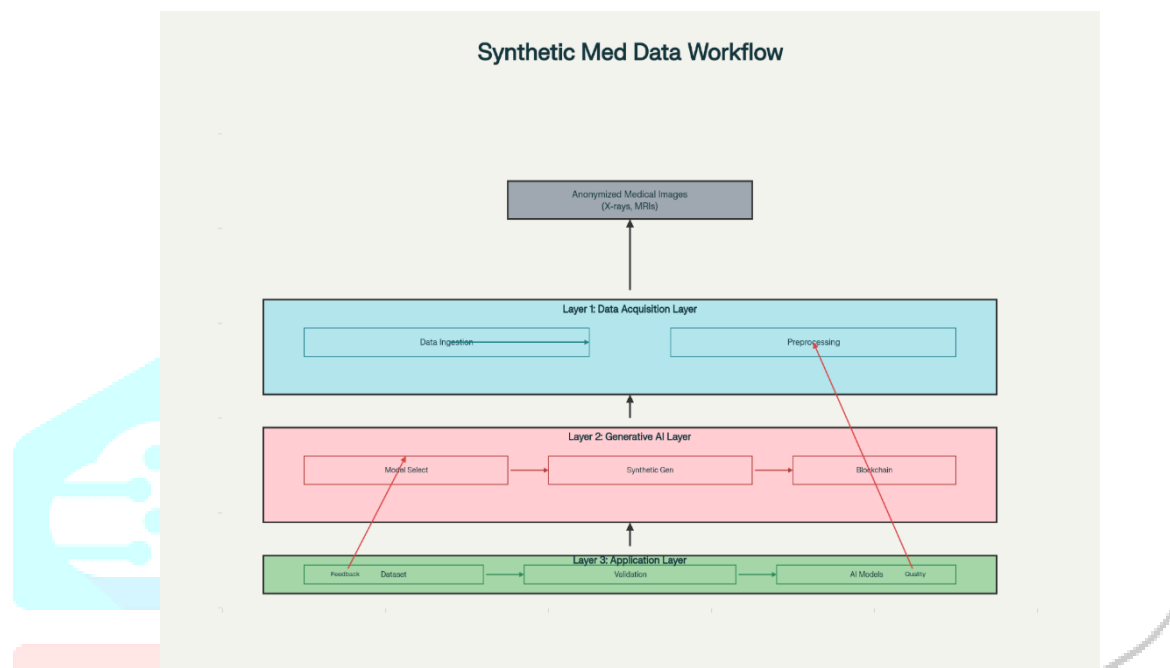 Synthetic Med Data Workflow
Anonymized Medical Images
(X-rays, MRIs)
Layer 1: Data Acquisition Layer
Data Ingestion
Preprocessing
Layer 2: Generative AI Layer
Model Select
Synthetic Gen
Blockchain
Layer 3: Application Layer
Feedback
Dataset
Validation
AI Models
Quality